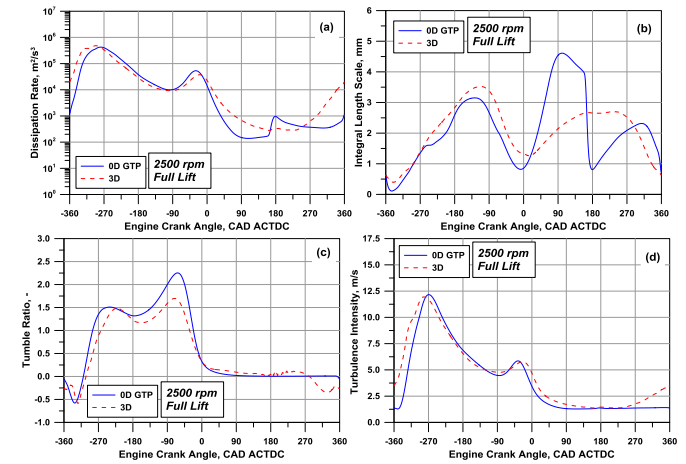 (a)
10⁷
10⁶
10⁵
10⁴
10³
10²
10¹
10⁰
Dissipation Rate, m²/s³
0D GTP
3D
2500 rpm
Full Lift
-360 -270 -180 -90 0 90 180 270 360
Engine Crank Angle, CAD ACTDC
(b)
6
5
4
3
2
1
0
Integral Length Scale, mm
0D GTP
3D
2500 rpm
Full Lift
-360 -270 -180 -90 0 90 180 270 360
Engine Crank Angle, CAD ACTDC
(c)
3.0
2.5
2.0
1.5
1.0
0.5
0.0
-0.5
-1.0
Tumble Ratio, -
0D GTP
3D
2500 rpm
Full Lift
-360 -270 -180 -90 0 90 180 270 360
Engine Crank Angle, CAD ACTDC
(d)
17.5
15.0
12.5
10.0
7.5
5.0
2.5
0.0
Turbulence Intensity, m/s
0D GTP
3D
2500 rpm
Full Lift
-360 -270 -180 -90 0 90 180 270 360
Engine Crank Angle, CAD ACTDC